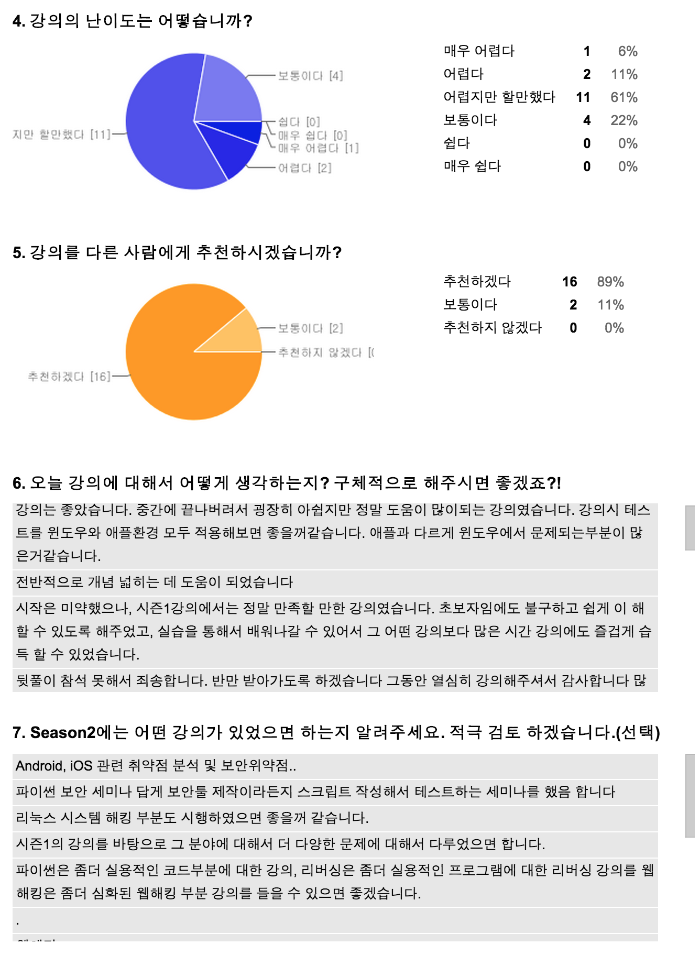 4. 강의의 난이도는 어떻습니까?
보통이다 [4]
쉽다 [0]
매우 쉽다 [0]
매우 어렵다 [1]
어렵다 [2]
지만 할만했다 [11]
매우 어렵다 1 6%
어렵다 2 11%
어렵지만 할만했다 11 61%
보통이다 4 22%
쉽다 0 0%
매우 쉽다 0 0%
5. 강의를 다른 사람에게 추천하시겠습니까?
보통이다 [2]
추천하지 않겠다 [0
추천하겠다 [16]
추천하겠다 16 89%
보통이다 2 11%
추천하지 않겠다 0 0%
6. 오늘 강의에 대해서 어떻게 생각하는지? 구체적으로 해주시면 좋겠죠?!
강의는 좋았습니다. 중간에 끝나버려서 굉장히 아쉽지만 정말 도움이 많이되는 강의였습니다. 강의시 테스
트를 윈도우와 애플환경 모두 적용해보면 좋을꺼같습니다. 애플과 다르게 윈도우에서 문제되는부분이 많
은거같습니다.
전반적으로 개념 넓히는 데 도움이 되었습니다
시작은 미약했으나, 시즌1강의에서는 정말 만족할 만한 강의였습니다. 초보자임에도 불구하고 쉽게 이 해
할 수 있도록 해주었고, 실습을 통해서 배워나갈 수 있어서 그 어떤 강의보다 많은 시간 강의에도 즐겁게 습
득 할 수 있었습니다.
뒷풀이 참석 못해서 죄송합니다. 반만 받아가도록 하겠습니다 그동안 열심히 강의해주셔서 감사합니다 많
7. Season2에는 어떤 강의가 있었으면 하는지 알려주세요. 적극 검토 하겠습니다.(선택)
Android, iOS 관련 취약점 분석 및 보안위약점..
파이썬 보안 세미나 답게 보안툴 제작이라든지 스크립트 작성해서 테스트하는 세미나를 했음 합니다
리눅스 시스템 해킹 부분도 시행하였으면 좋을꺼 같습니다.
시즌1의 강의를 바탕으로 그 분야에 대해서 더 다양한 문제에 대해서 다루었으면 합니다.
파이썬은 좀더 실용적인 코드부분에 대한 강의, 리버싱은 좀더 실용적인 프로그램에 대한 리버싱 강의를 웹
해킹은 좀더 심화된 웹해킹 부분 강의를 들을 수 있으면 좋겠습니다.
.